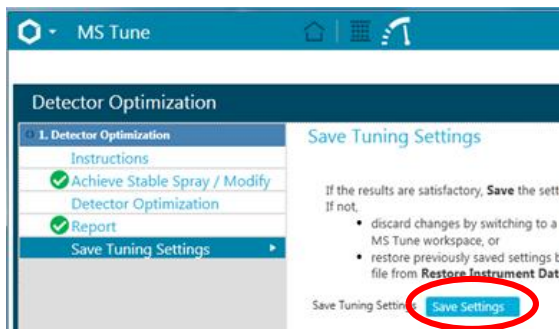 MS Tune
Detector Optimization
1. Detector Optimization
Instructions
Achieve Stable Spray / Modify
Detector Optimization
Report
Save Tuning Settings
Save Tuning Settings
If the results are satisfactory, Save the sett
If not,
• discard changes by switching to a
MS Tune workspace, or
• restore previously saved settings b
file from Restore Instrument Dat
Save Tuning Settings Save Settings